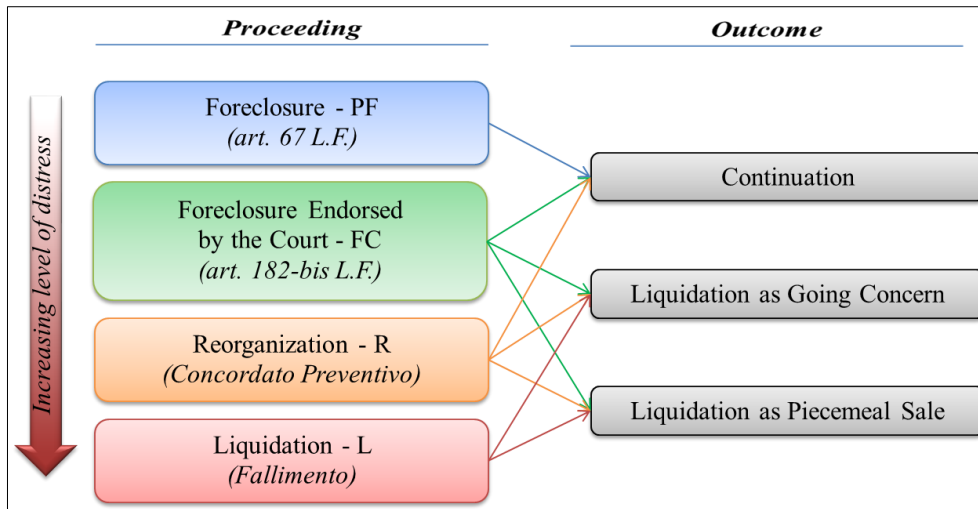 Proceeding
Outcome
Increasing level of distress
Foreclosure - PF
(art. 67 L.F.)
Foreclosure Endorsed
by the Court - FC
(art. 182-bis L.F.)
Reorganization - R
(Concordato Preventivo)
Liquidation - L
(Fallimento)
Continuation
Liquidation as Going Concern
Liquidation as Piecemeal Sale